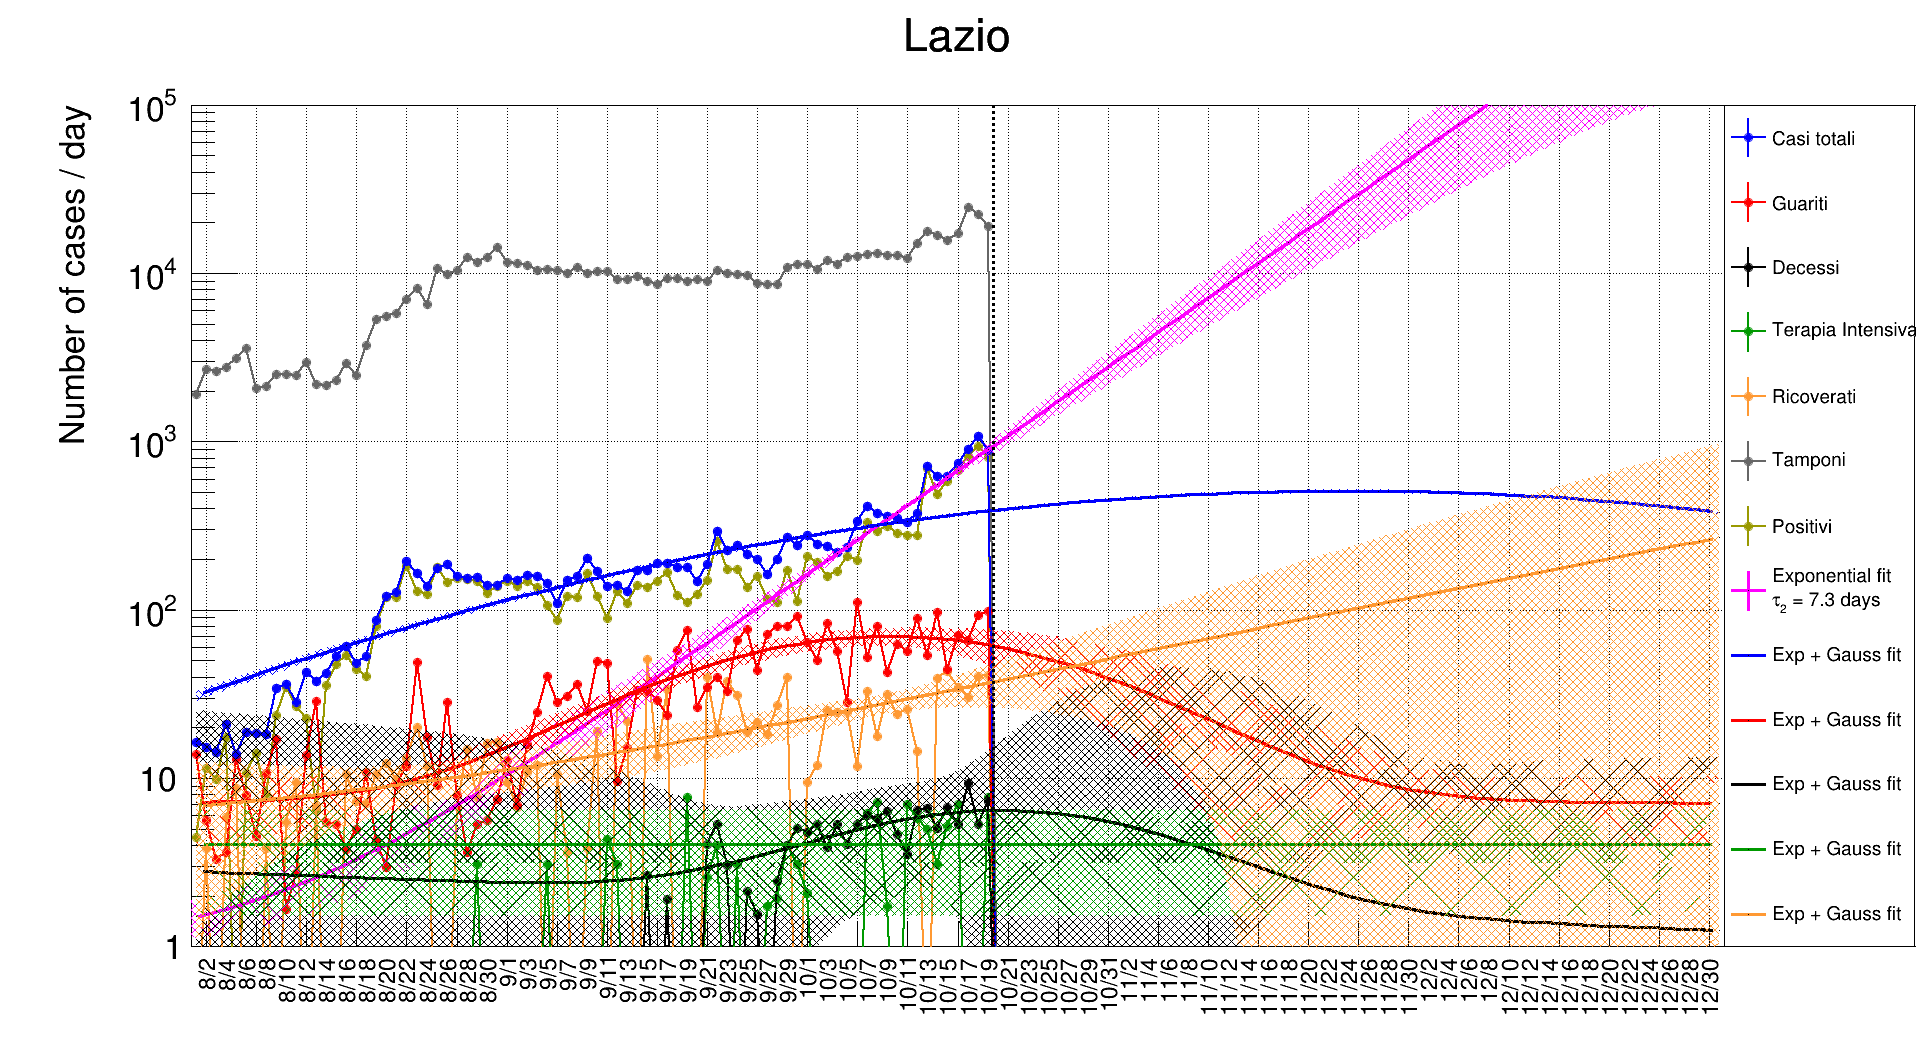 Lazio
Number of cases / day
10^5
10^4
10^3
10^2
10
1
8/2 8/4 8/6 8/8 8/10 8/12 8/14 8/16 8/18 8/20 8/22 8/24 8/26 8/28 8/30 9/1 9/3 9/5 9/7 9/9 9/11 9/13 9/15 9/17 9/19 9/21 9/23 9/25 9/27 9/29 10/1 10/3 10/5 10/7 10/9 10/11 10/13 10/15 10/17 10/19 10/21 10/23 10/25 10/27 10/29 10/31 11/2 11/4 11/6 11/8 11/10 11/12 11/14 11/16 11/18 11/20 11/22 11/24 11/26 11/28 11/30 12/2 12/4 12/6 12/8 12/10 12/12 12/14 12/16 12/18 12/20 12/22 12/24 12/26 12/28 12/30
Casi totali
Guariti
Decessi
Terapia Intensiva
Ricoverati
Tamponi
Positivi
Exponential fit
τ₂ = 7.3 days
Exp + Gauss fit
Exp + Gauss fit
Exp + Gauss fit
Exp + Gauss fit
Exp + Gauss fit